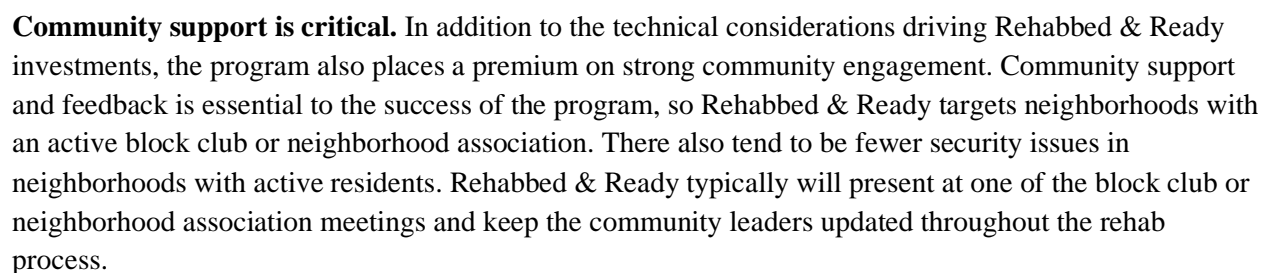 Community support is critical. In addition to the technical considerations driving Rehabbed & Ready
investments, the program also places a premium on strong community engagement. Community support
and feedback is essential to the success of the program, so Rehabbed & Ready targets neighborhoods with
an active block club or neighborhood association. There also tend to be fewer security issues in
neighborhoods with active residents. Rehabbed & Ready typically will present at one of the block club or
neighborhood association meetings and keep the community leaders updated throughout the rehab
process.